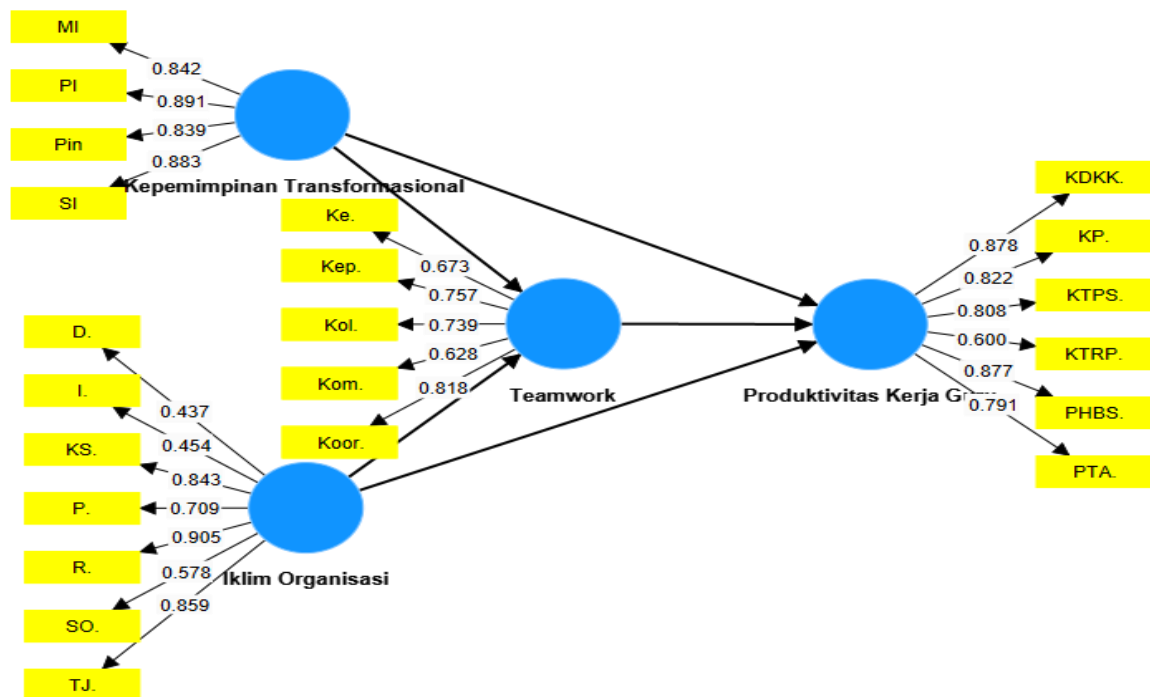 MI
PI
Pin
SI
0.842
0.891
0.839
0.883
Kepemimpinan Transformasional
Ke.
Kep.
Kol.
Kom.
Koor.
0.673
0.757
0.739
0.628
0.818
Teamwork
D.
I.
KS.
P.
R.
SO.
TJ.
0.437
0.454
0.843
0.709
0.905
0.578
0.859
Iklim Organisasi
KDKK.
KP.
KTPS.
KTRP.
PHBS.
PTA.
0.878
0.822
0.808
0.600
0.877
0.791
Produktivitas Kerja